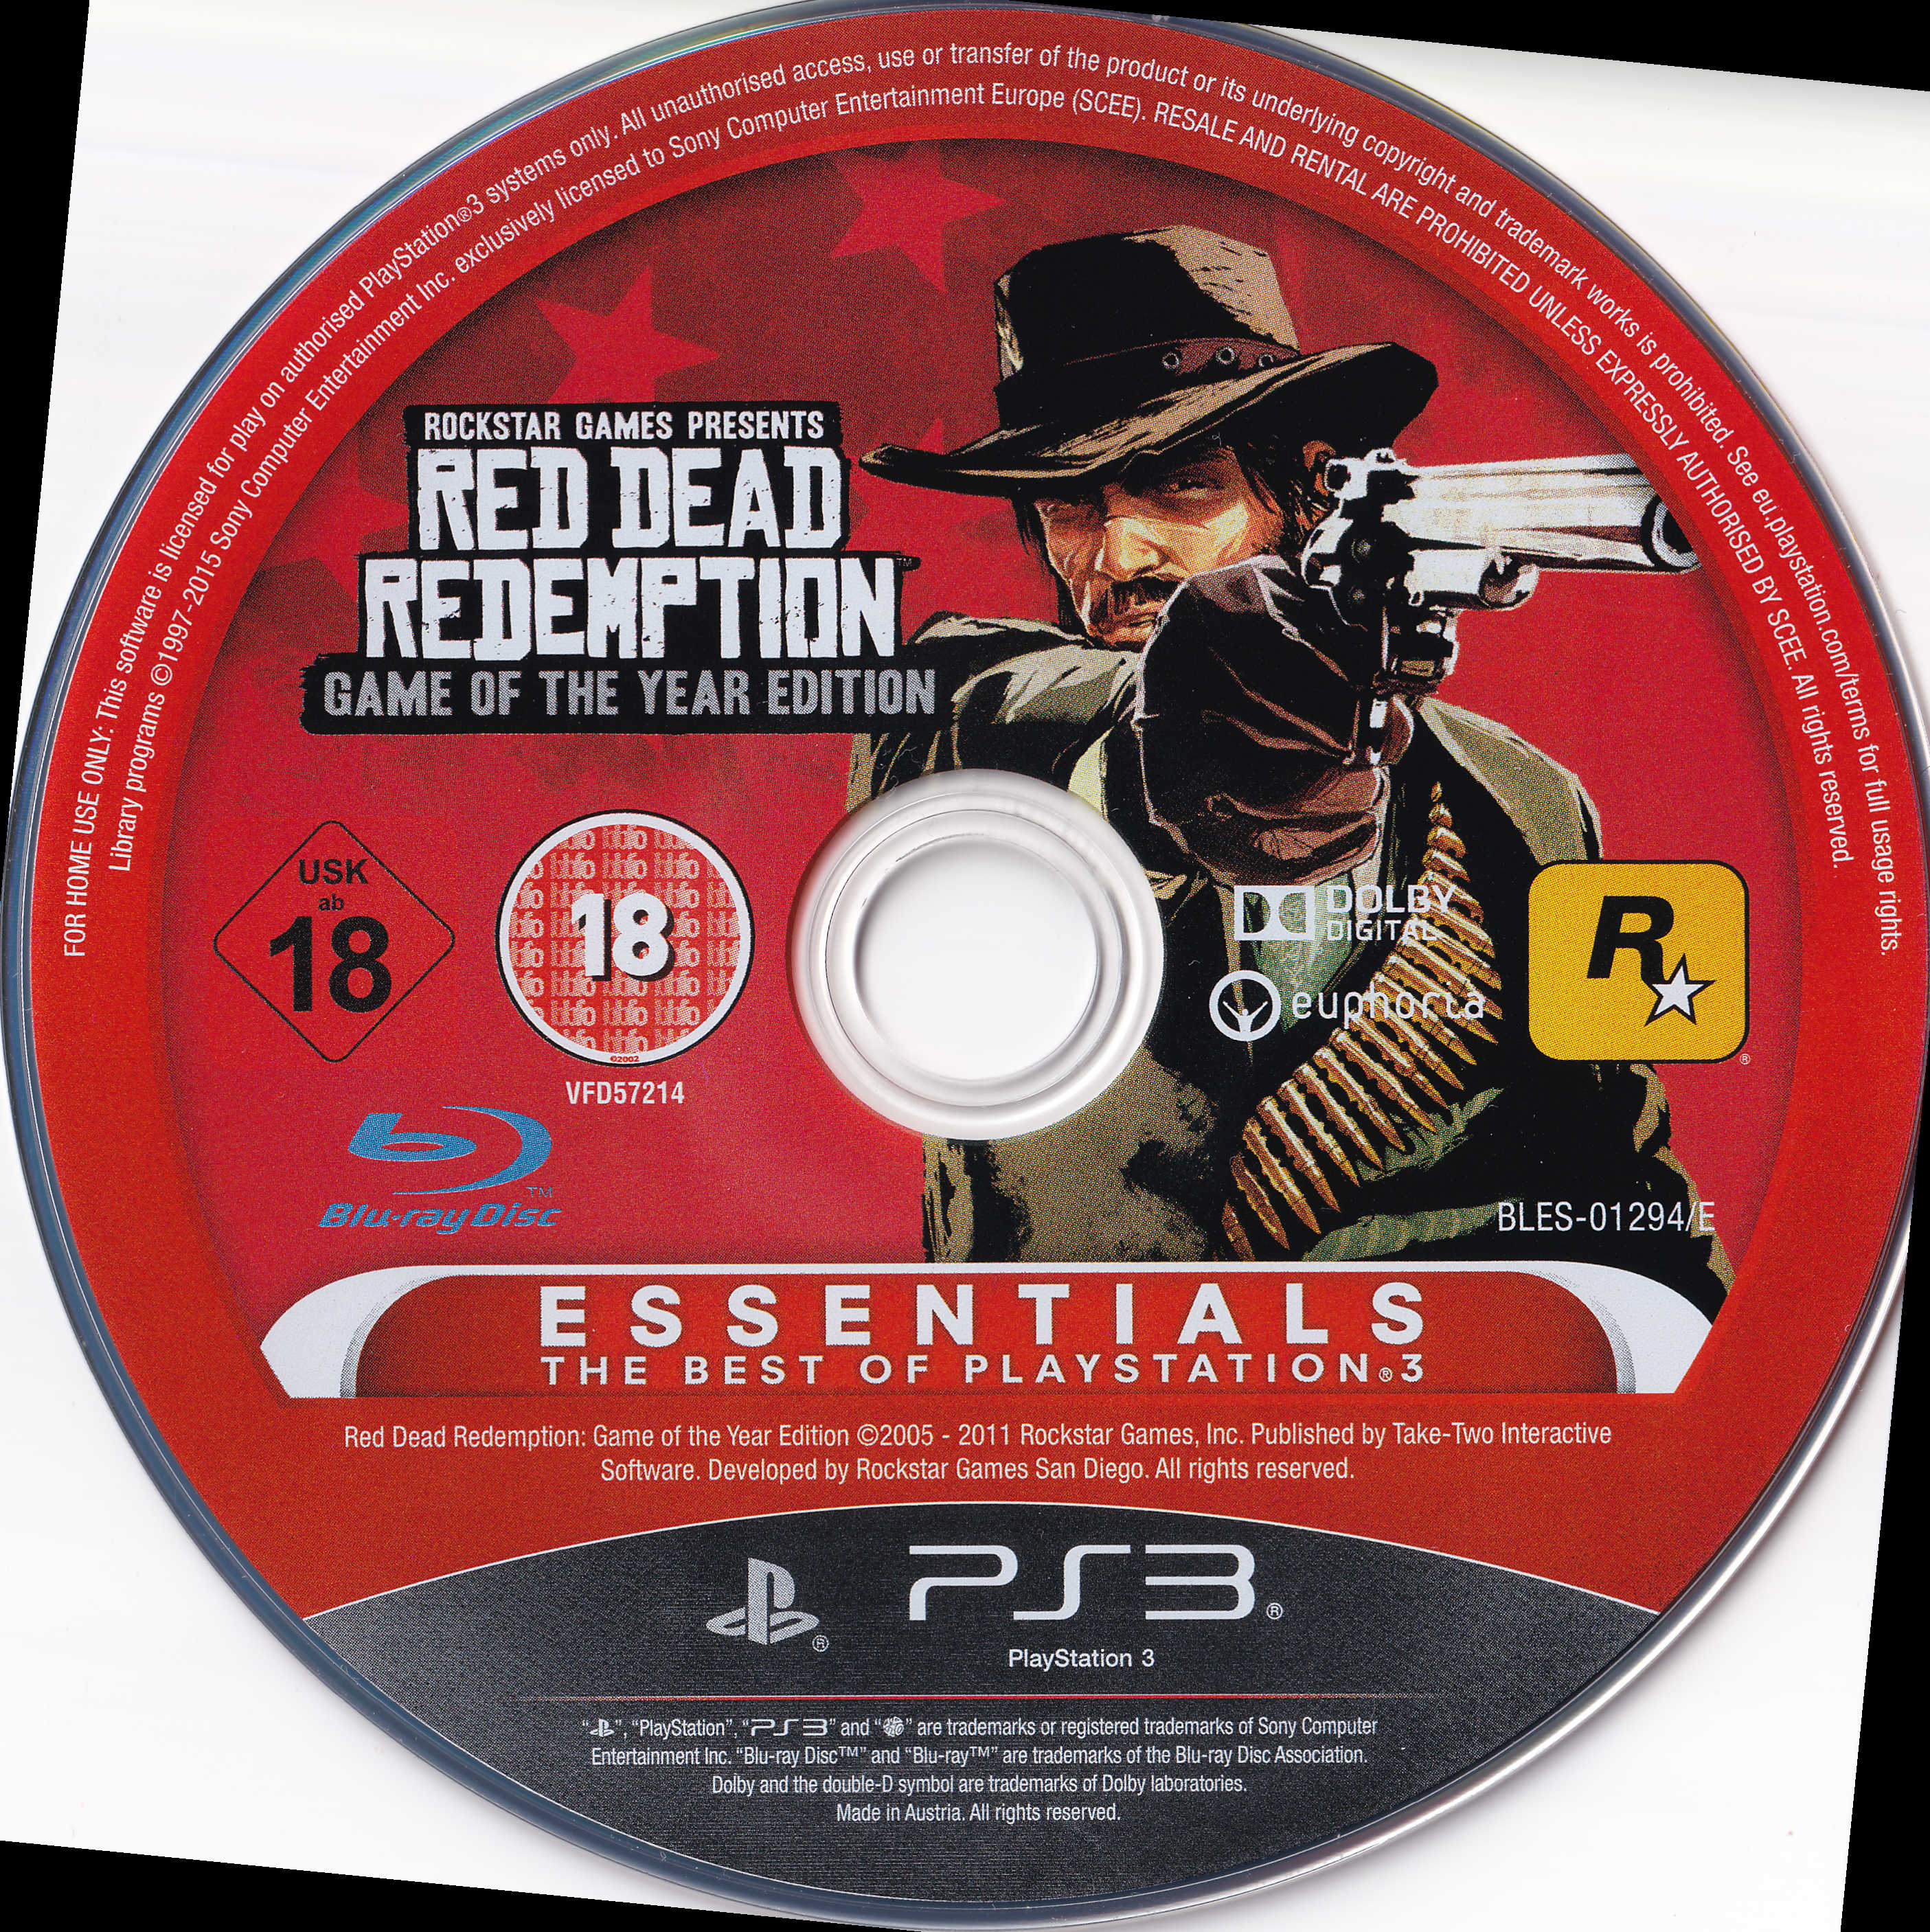 FOR HOME USE ONLY: This software is licensed for play on authorised PlayStation®3 systems only. All unauthorised access, use or transfer of the product or its underlying copyright and trademark works is prohibited. See eu.playstation.com/terms for full usage rights.
Library programs ©1997-2015 Sony Computer Entertainment Inc. exclusively licensed to Sony Computer Entertainment Europe (SCEE). RESALE AND RENTAL ARE PROHIBITED UNLESS EXPRESSLY AUTHORISED BY SCEE. All rights reserved.
ROCKSTAR GAMES PRESENTS
RED DEAD
REDEMPTION™
GAME OF THE YEAR EDITION
USK
ab
18
18
©2002
VFD57214
DOLBY
DIGITAL
euphoria
R
®
Blu-ray Disc™
BLES-01294/E
ESSENTIALS
THE BEST OF PLAYSTATION®3
Red Dead Redemption: Game of the Year Edition ©2005 - 2011 Rockstar Games, Inc. Published by Take-Two Interactive
Software. Developed by Rockstar Games San Diego. All rights reserved.
® PS3®
PlayStation 3
“ ”, “PlayStation”, “PS3” and “ ” are trademarks or registered trademarks of Sony Computer
Entertainment Inc. “Blu-ray Disc™” and “Blu-ray™” are trademarks of the Blu-ray Disc Association.
Dolby and the double-D symbol are trademarks of Dolby laboratories.
Made in Austria. All rights reserved.